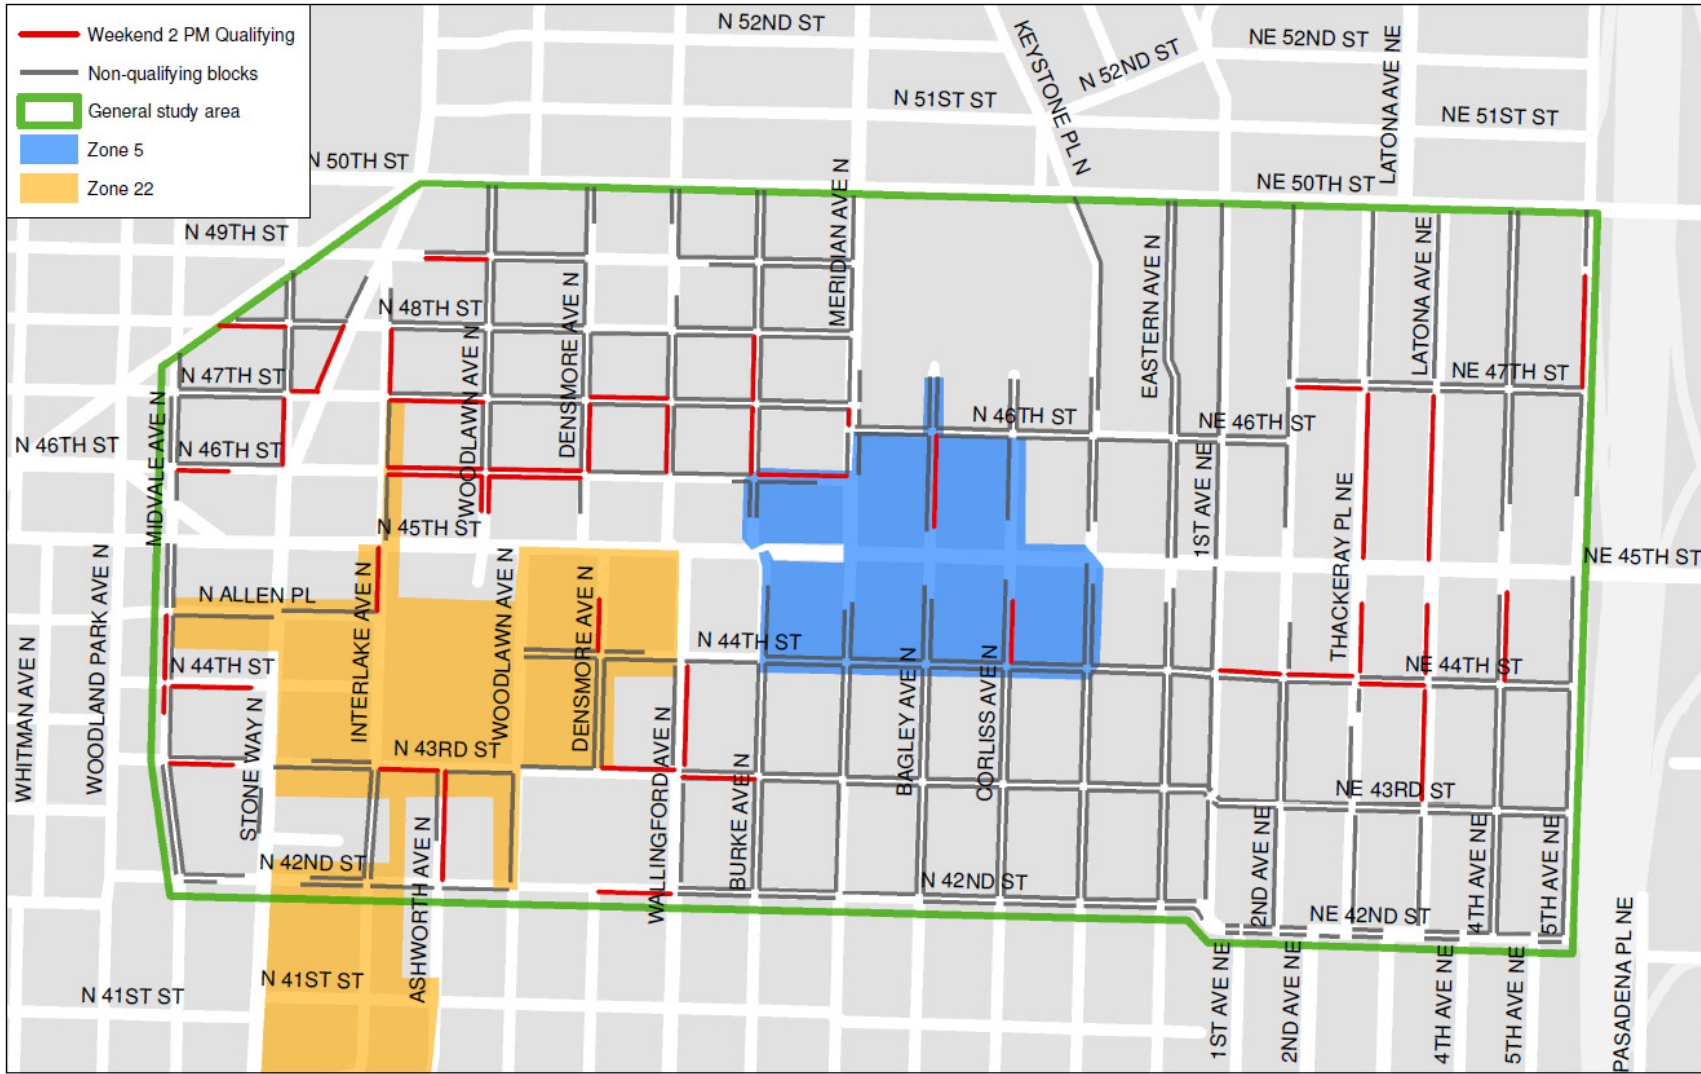 Weekend 2 PM Qualifying
Non-qualifying blocks
General study area
Zone 5
Zone 22
N 52ND ST
KEYSTONE PL N
N 52ND ST
NE 52ND ST
LATONA AVE NE
N 51ST ST
NE 51ST ST
N 50TH ST
NE 50TH ST
MERIDIAN AVE N
N 49TH ST
EASTERN AVE N
LATONA AVE NE
N 48TH ST
DENSMORE AVE N
WOODLAWN AVE N
N 47TH ST
NE 47TH ST
MIDVALE AVE N
N 46TH ST
N 46TH ST
N 46TH ST
NE 46TH ST
1ST AVE NE
THACKERAY PL NE
N 45TH ST
NE 45TH ST
WOODLAND PARK AVE N
N ALLEN PL
INTERLAKE AVE N
WOODLAWN AVE N
DENSMORE AVE N
WHITMAN AVE N
N 44TH ST
N 44TH ST
NE 44TH ST
STONE WAY N
N 43RD ST
WALLINGFORD AVE N
BURKE AVE N
BAGLEY AVE N
CORLISS AVE N
NE 43RD ST
N 42ND ST
ASHWORTH AVE N
N 42ND ST
2ND AVE NE
NE 42ND ST
4TH AVE NE
5TH AVE NE
N 41ST ST
N 41ST ST
1ST AVE NE
2ND AVE NE
4TH AVE NE
5TH AVE NE
PASADENA PL NE